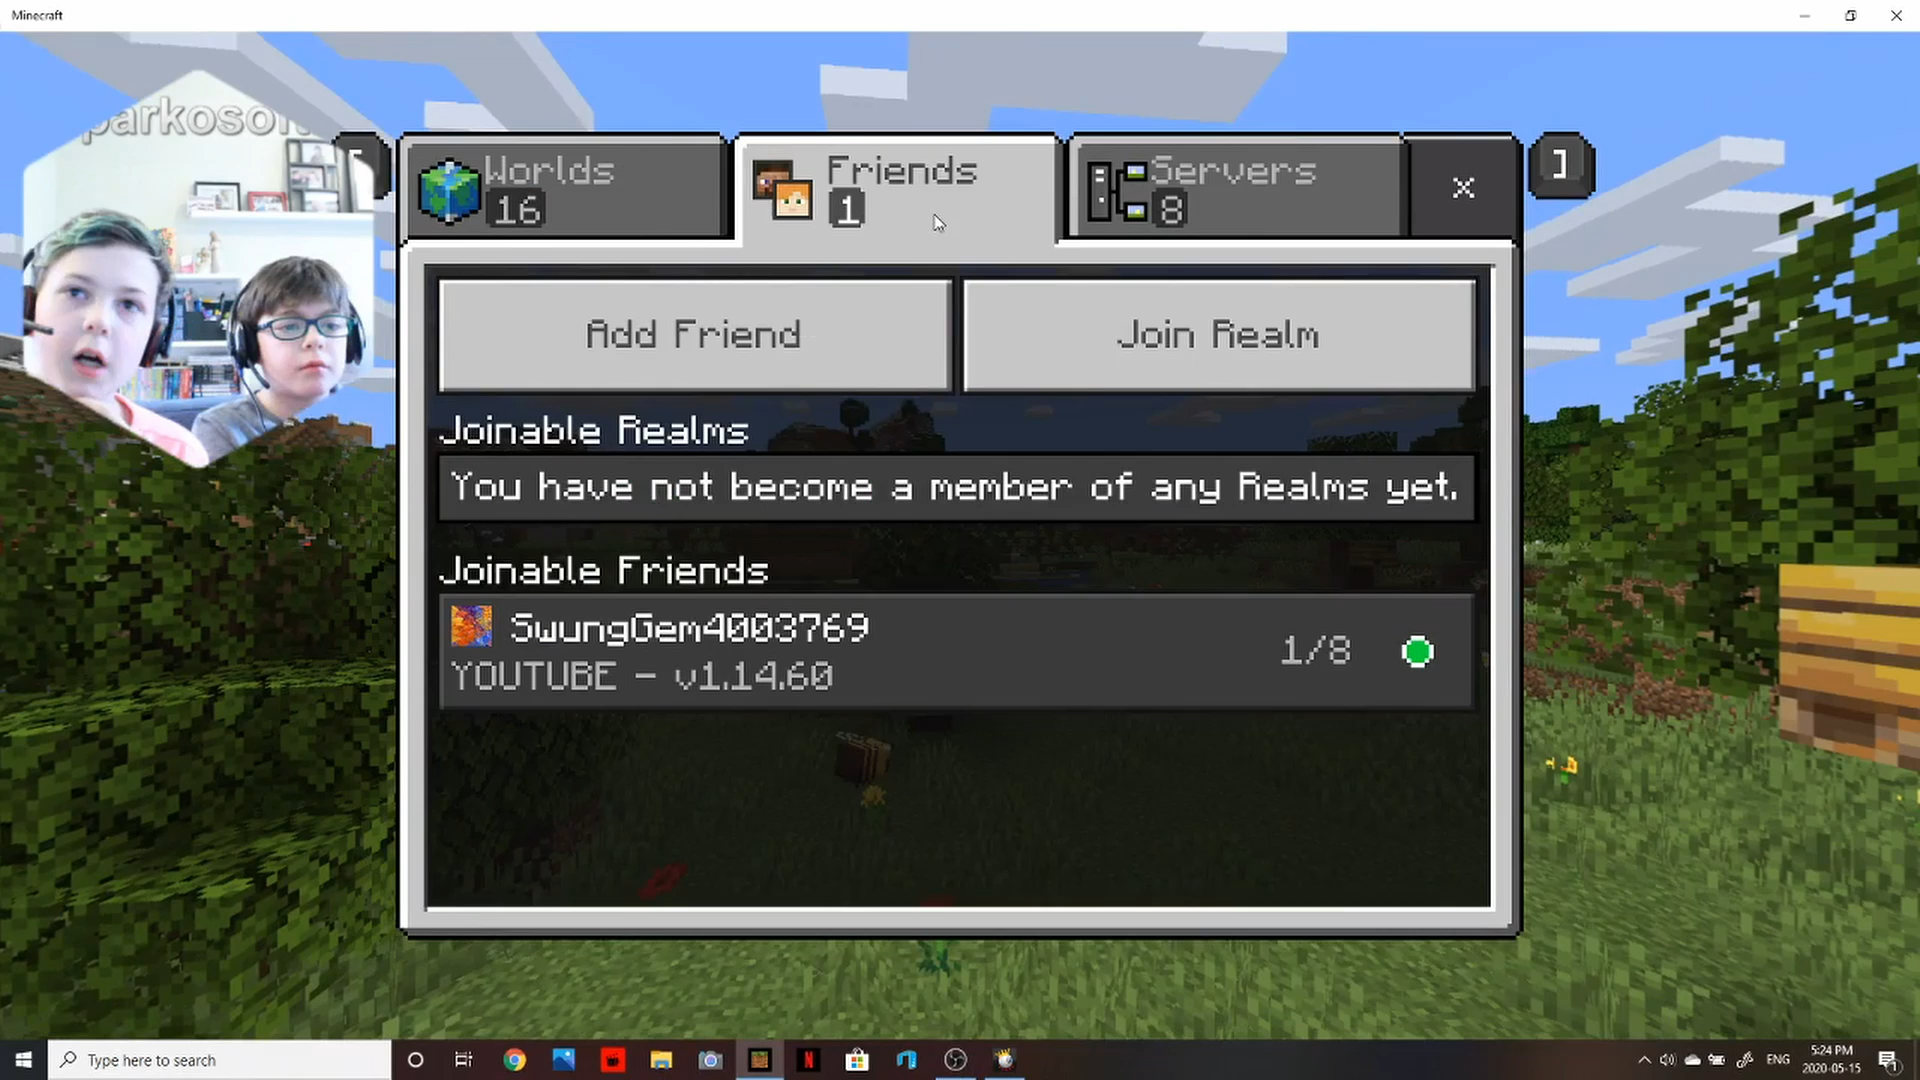 Minecraft
Worlds
16
Friends
1
Servers
8
Add Friend
Join Realm
Joinable Realms
You have not become a member of any Realms yet.
Joinable Friends
SwungGem4003769
YOUTUBE - v1.14.60
1/8
Type here to search
ENG
5:24 PM
2020-05-15